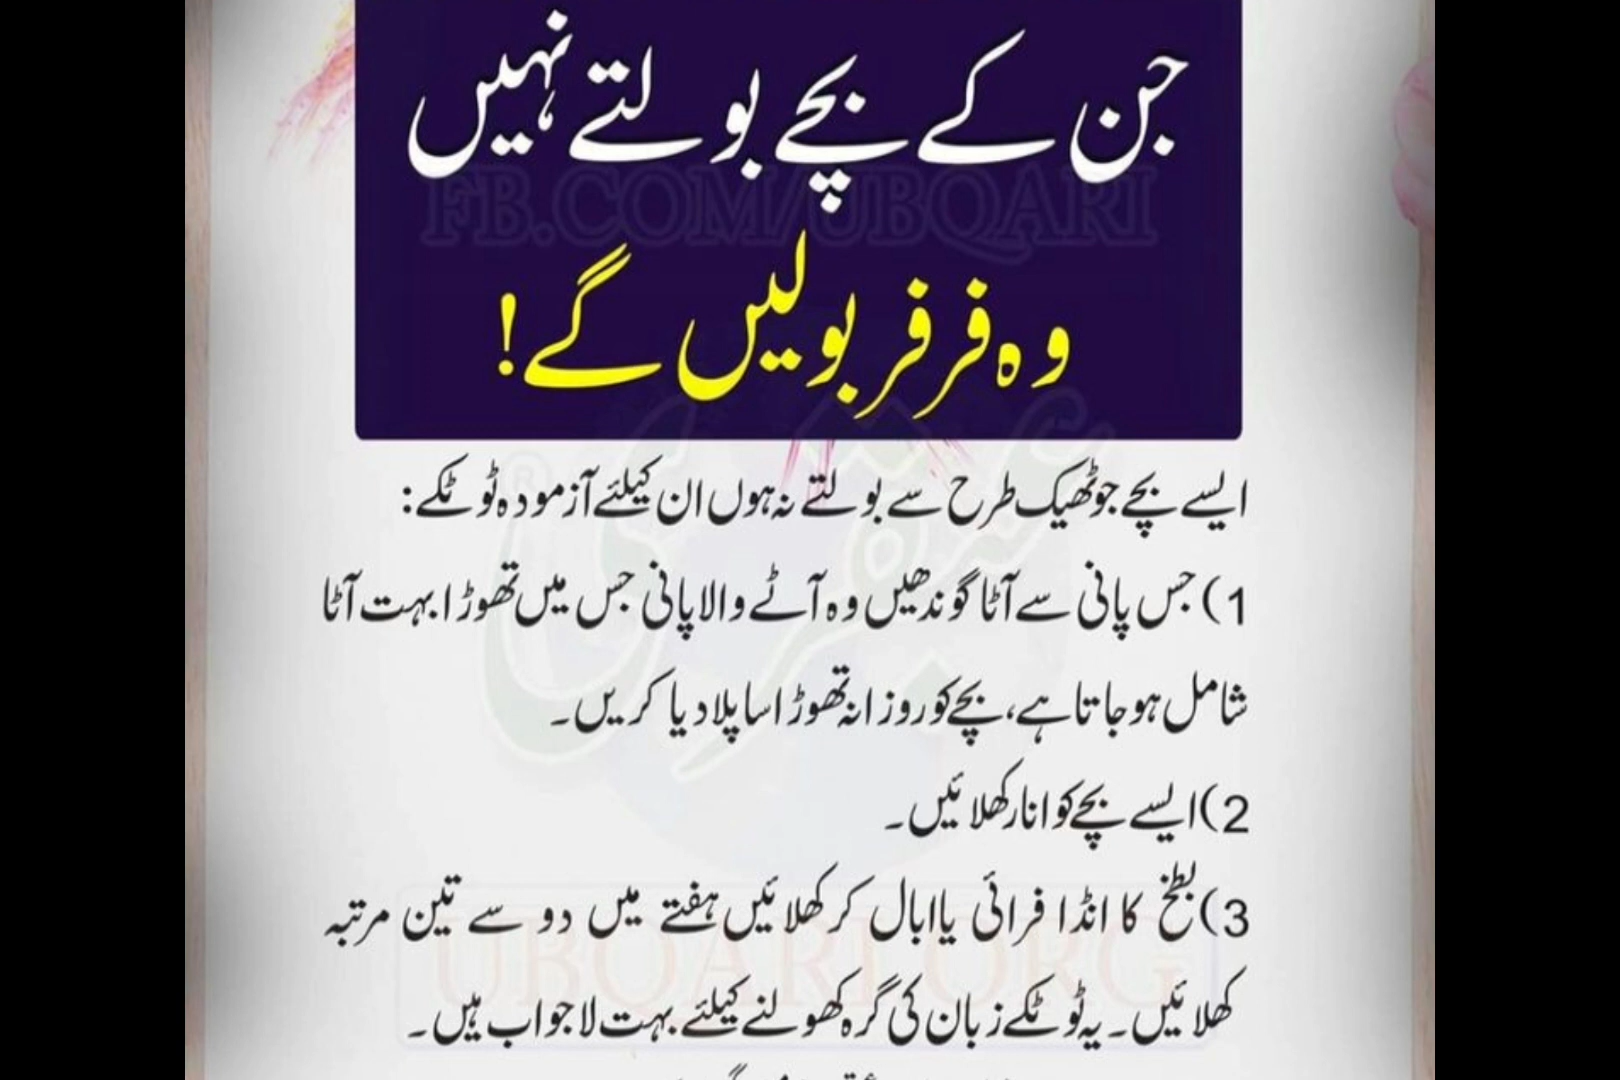 جن کے بچے بولتے نہیں
FB.COM/UBQARI
وہ فرفر بولیں گے!
ایسے بچے جو ٹھیک طرح سے بولتے نہ ہوں ان کیلئے آزمودہ ٹوٹکے:
1) جس پانی سے آٹا گوندھیں وہ آٹے والا پانی جس میں تھوڑا بہت آٹا
شامل ہو جاتا ہے، بچے کو روزانہ تھوڑا سا پلا دیا کریں۔
2) ایسے بچے کو انار کھلائیں۔
3) بطخ کا انڈا فرائی یا ابال کر کھلائیں ہفتے میں دو سے تین مرتبہ
UBQARI.ORG
کھلائیں۔ یہ ٹوٹکے زبان کی گرہ کھولنے کیلئے بہت لاجواب ہیں۔